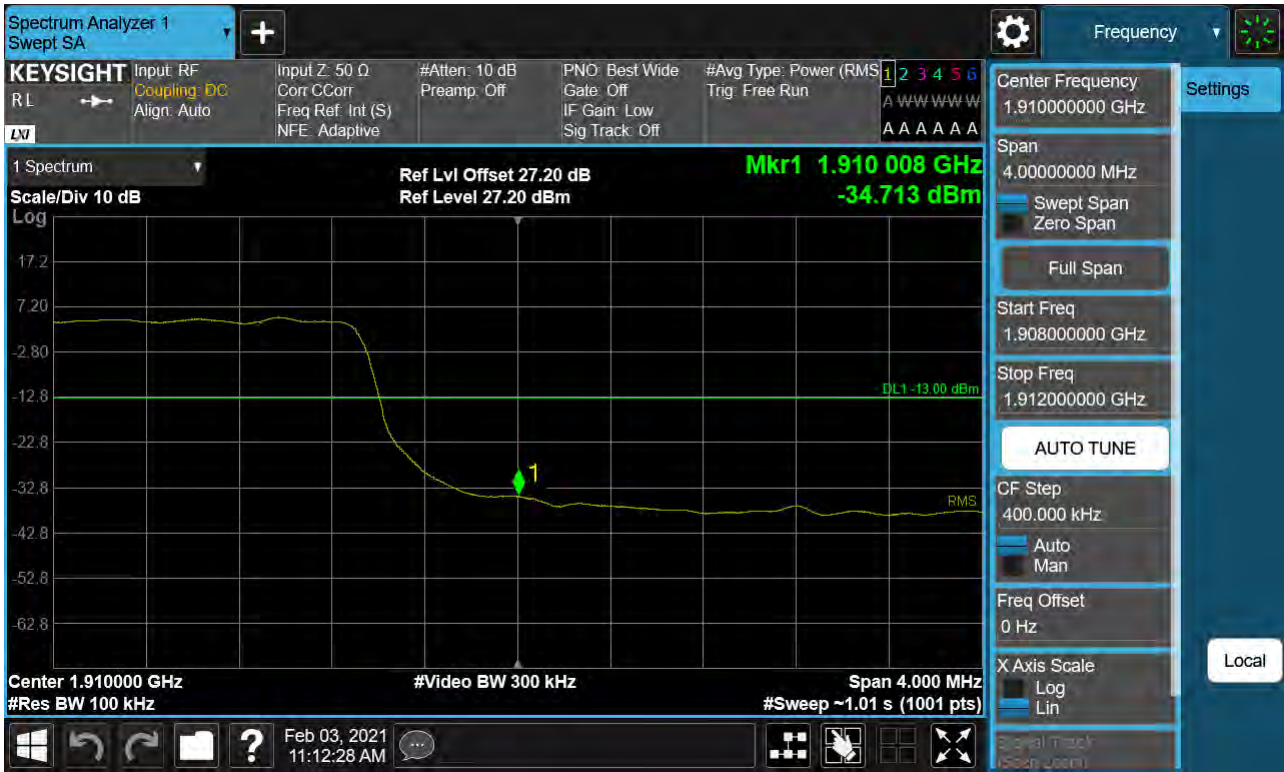 Spectrum Analyzer 1
Swept SA
Frequency
KEYSIGHT
RL
LXI
Input: RF
Coupling: DC
Align: Auto
Input Z: 50 Ω
Corr CCorr
Freq Ref: Int (S)
NFE: Adaptive
#Atten: 10 dB
Preamp: Off
PNO: Best Wide
Gate: Off
IF Gain: Low
Sig Track: Off
#Avg Type: Power (RMS
Trig: Free Run
1 2 3 4 5 6
A W W W W W
A A A A A A
1 Spectrum
Scale/Div 10 dB
Log
Ref Lvl Offset 27.20 dB
Ref Level 27.20 dBm
Mkr1 1.910 008 GHz
-34.713 dBm
17.2
7.20
-2.80
-12.8
-22.8
-32.8
-42.8
-52.8
-62.8
DL1 -13.00 dBm
1
RMS
Center 1.910000 GHz
#Res BW 100 kHz
#Video BW 300 kHz
Span 4.000 MHz
#Sweep ~1.01 s (1001 pts)
Center Frequency
1.910000000 GHz
Span
4.00000000 MHz
Swept Span
Zero Span
Full Span
Start Freq
1.908000000 GHz
Stop Freq
1.912000000 GHz
AUTO TUNE
CF Step
400.000 kHz
Auto
Man
Freq Offset
0 Hz
X Axis Scale
Log
Lin
Signal Track
(Span Zoom)
Settings
Local
Feb 03, 2021
11:12:28 AM